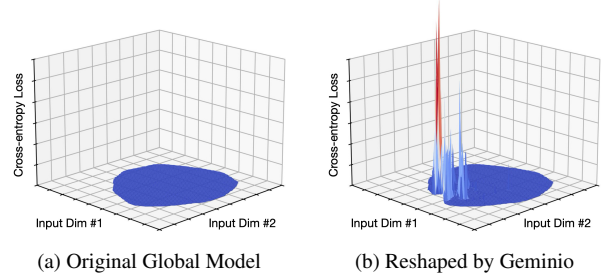 Cross-entropy Loss
Input Dim #1
Input Dim #2
(a) Original Global Model
Cross-entropy Loss
Input Dim #1
Input Dim #2
(b) Reshaped by Geminio